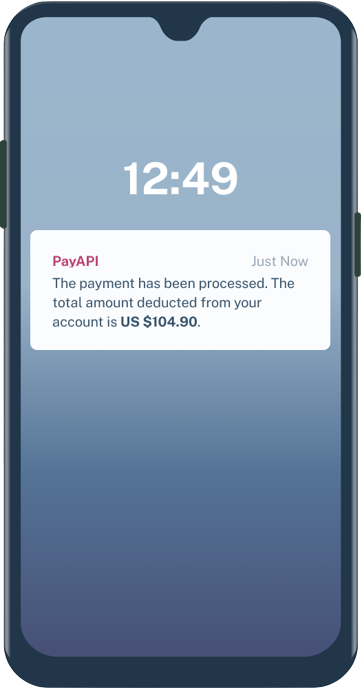 12:49
PayAPI Just Now
The payment has been processed. The
total amount deducted from your
account is US $104.90.